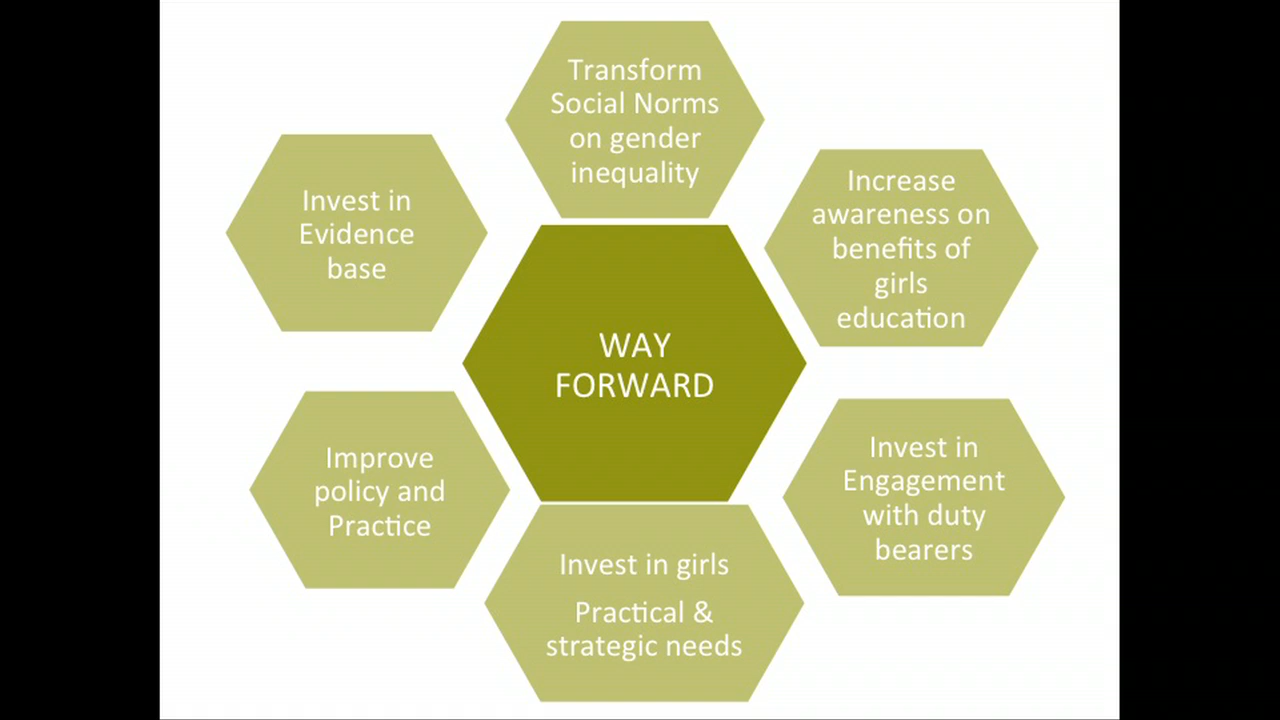 Transform
Social Norms
on gender
inequality
Increase
awareness on
benefits of
girls
education
Invest in
Engagement
with duty
bearers
Invest in girls
Practical &
strategic needs
Improve
policy and
Practice
Invest in
Evidence
base
WAY
FORWARD